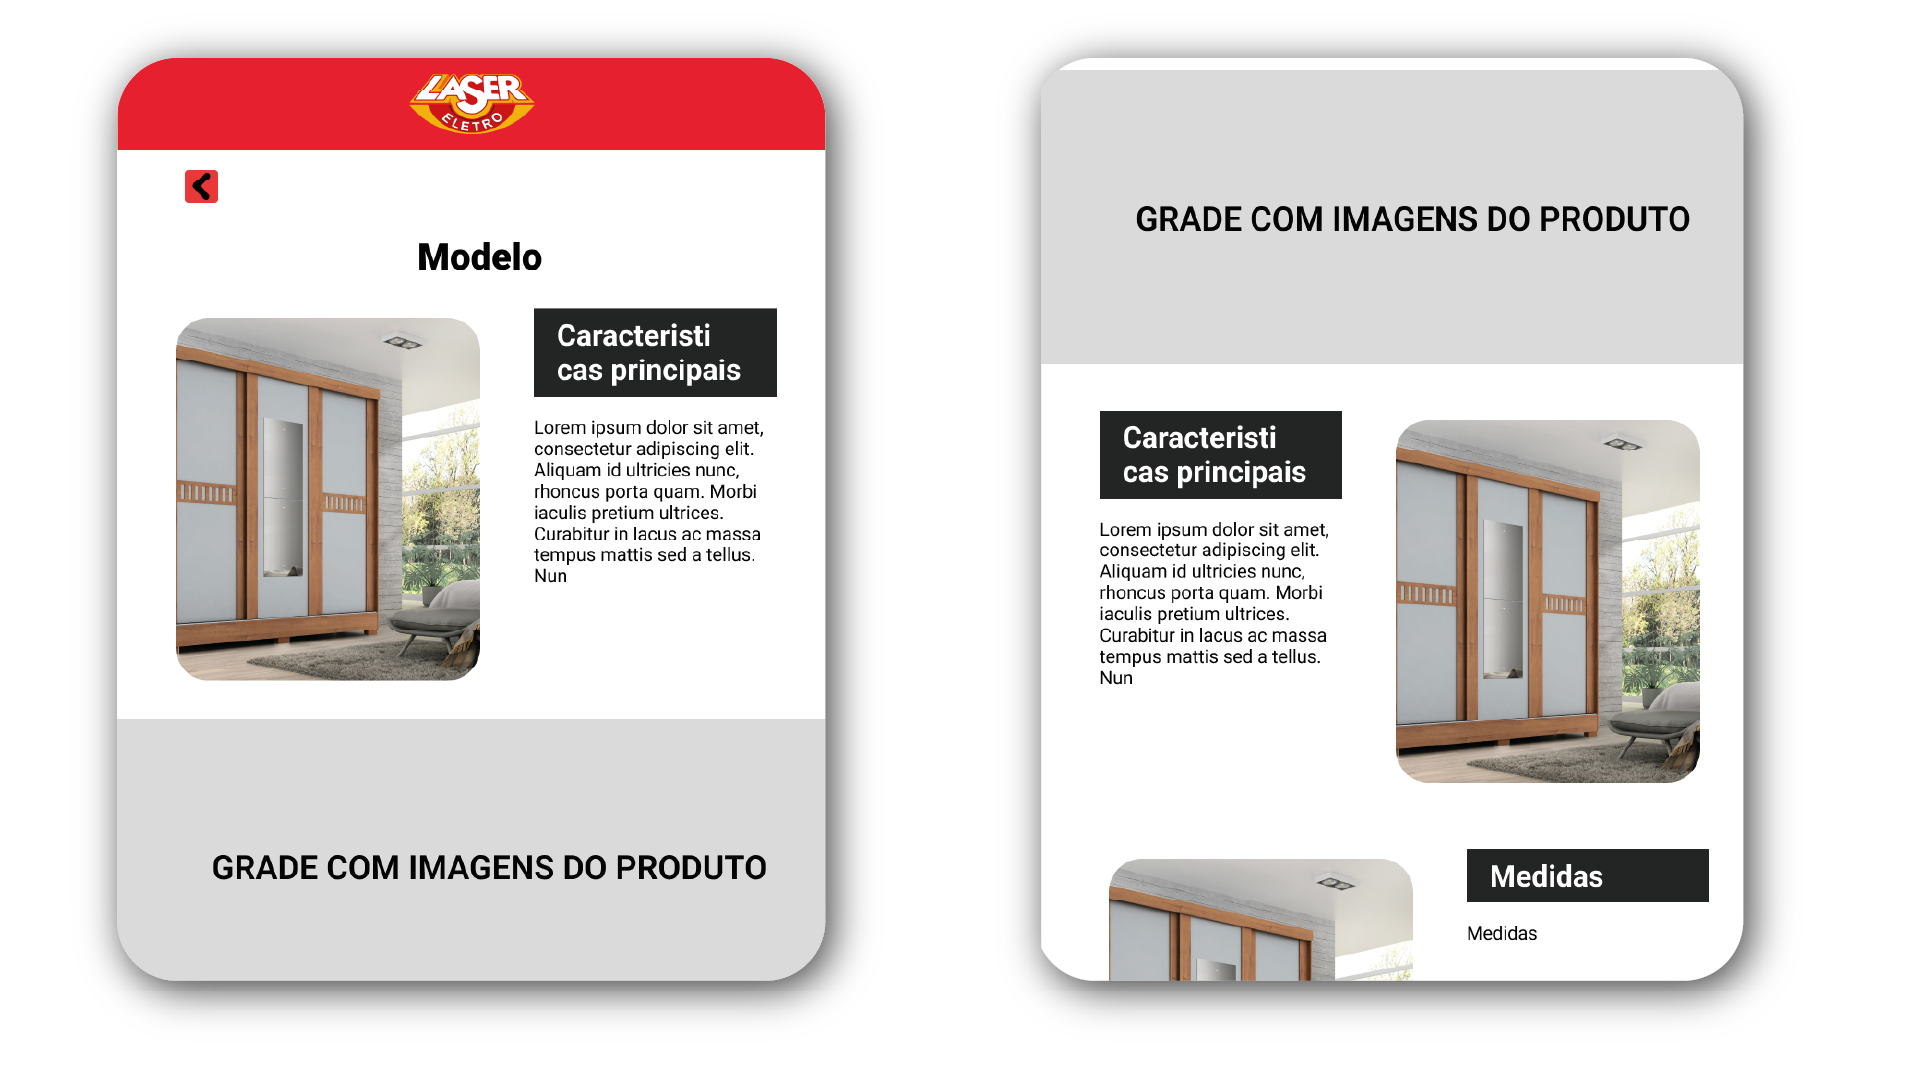 LASER
ELETRO
Modelo
Caracteristi
cas principais
Lorem ipsum dolor sit amet,
consectetur adipiscing elit.
Aliquam id ultricies nunc,
rhoncus porta quam. Morbi
iaculis pretium ultrices.
Curabitur in lacus ac massa
tempus mattis sed a tellus.
Nun
GRADE COM IMAGENS DO PRODUTO
GRADE COM IMAGENS DO PRODUTO
Caracteristi
cas principais
Lorem ipsum dolor sit amet,
consectetur adipiscing elit.
Aliquam id ultricies nunc,
rhoncus porta quam. Morbi
iaculis pretium ultrices.
Curabitur in lacus ac massa
tempus mattis sed a tellus.
Nun
Medidas
Medidas